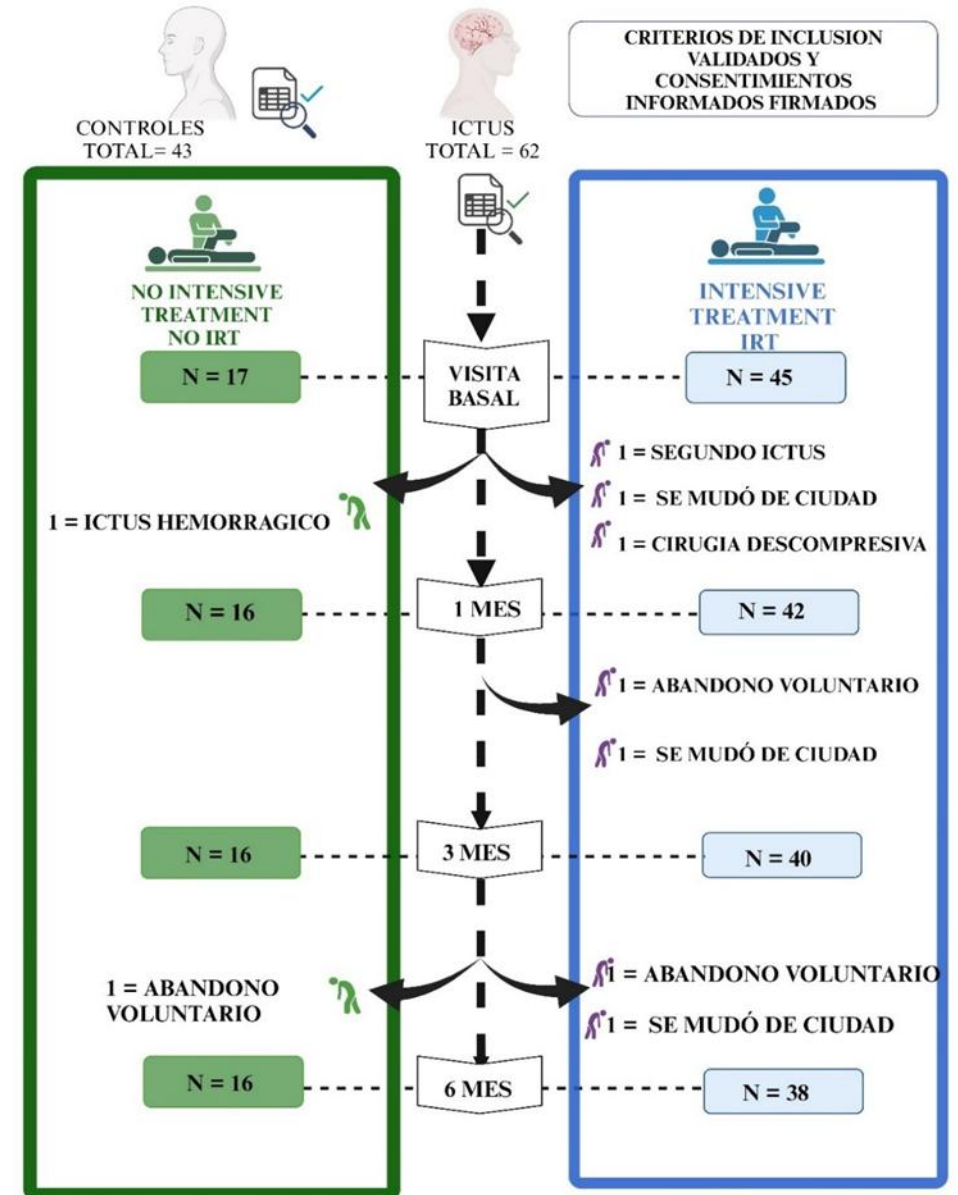 CONTROLES
TOTAL= 43
ICTUS
TOTAL = 62
CRITERIOS DE INCLUSION
VALIDADOS Y
CONSENTIMIENTOS
INFORMADOS FIRMADOS
NO INTENSIVE
TREATMENT
NO IRT
INTENSIVE
TREATMENT
IRT
N = 17
VISITA
BASAL
N = 45
1 = ICTUS HEMORRAGICO
1 = SEGUNDO ICTUS
1 = SE MUDÓ DE CIUDAD
1 = CIRUGIA DESCOMPRESIVA
N = 16
1 MES
N = 42
1 = ABANDONO VOLUNTARIO
1 = SE MUDÓ DE CIUDAD
N = 16
3 MES
N = 40
1 = ABANDONO
VOLUNTARIO
1 = ABANDONO VOLUNTARIO
1 = SE MUDÓ DE CIUDAD
N = 16
6 MES
N = 38